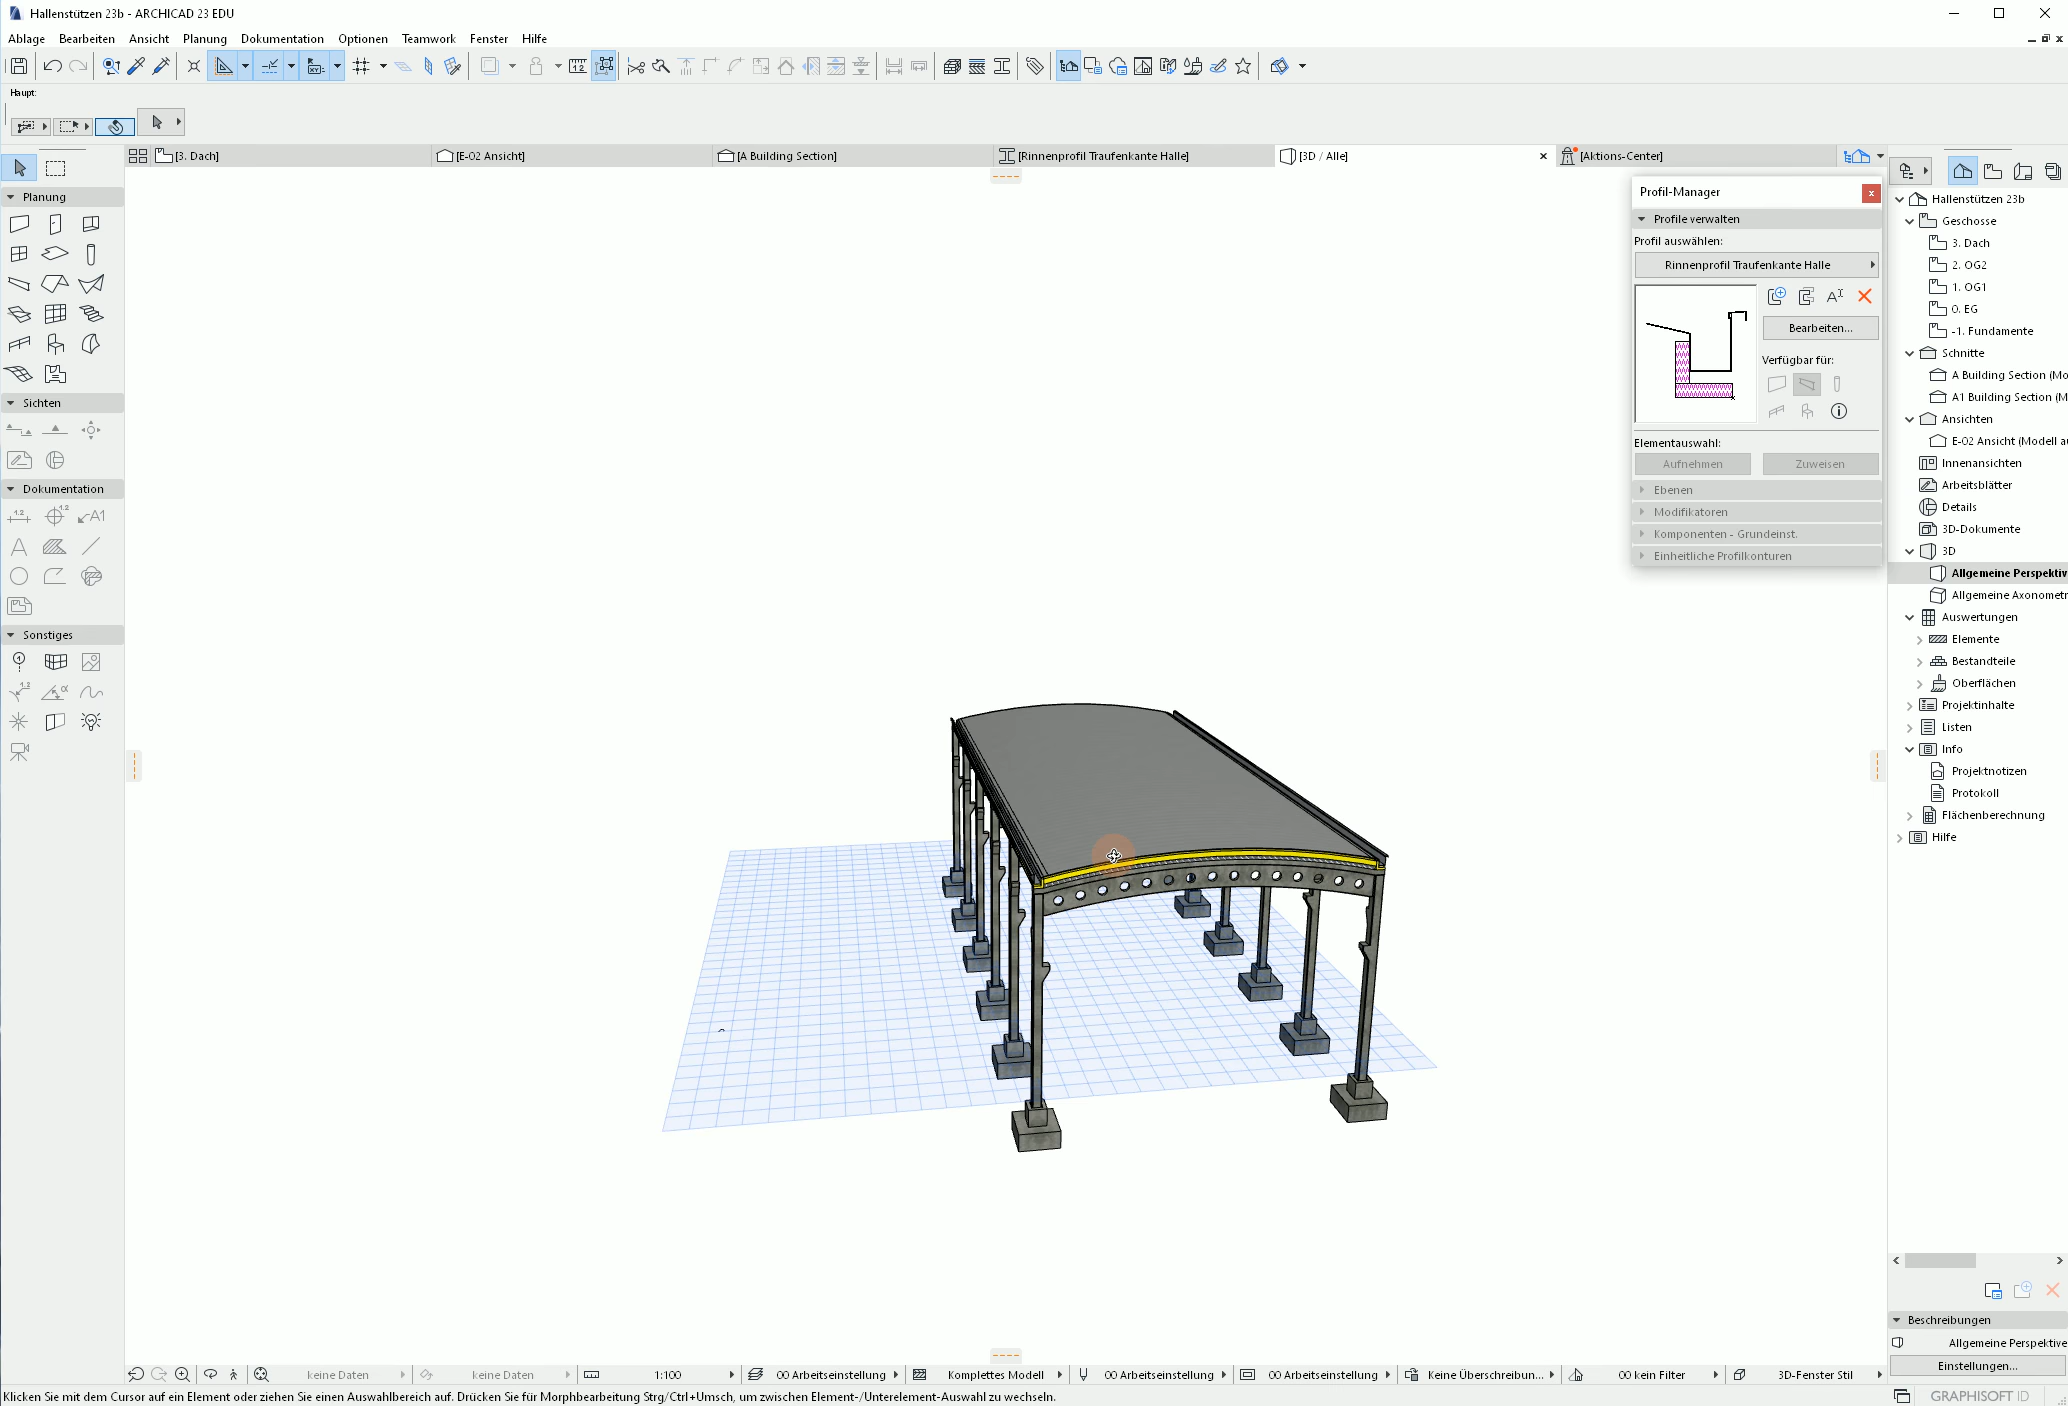 Hallenstützen 23b - ARCHICAD 23 EDU
Ablage Bearbeiten Ansicht Planung Dokumentation Optionen Teamwork Fenster Hilfe
Haupt:
[3. Dach] [E-02 Ansicht] [A Building Section] [Rinnenprofil Traufenkante Halle] [3D / Alle] [Aktions-Center]
Planung
Sichten
Dokumentation
Sonstiges
Profil-Manager
Profile verwalten
Profil auswählen:
Rinnenprofil Traufenkante Halle
Bearbeiten...
Verfügbar für:
Elementauswahl:
Aufnehmen Zuweisen
Ebenen
Modifikatoren
Komponenten - Grundeinst.
Einheitliche Profilkonturen
Hallenstützen 23b
Geschosse
3. Dach
2. OG2
1. OG1
0. EG
-1. Fundamente
Schnitte
A Building Section (Mo
A1 Building Section (M
Ansichten
E-02 Ansicht (Modell au
Innenansichten
Arbeitsblätter
Details
3D-Dokumente
3D
Allgemeine Perspektiv
Allgemeine Axonometr
Auswertungen
Elemente
Bestandteile
Oberflächen
Projektinhalte
Listen
Info
Projektnotizen
Protokoll
Flächenberechnung
Hilfe
Beschreibungen
Allgemeine Perspektive
Einstellungen...
keine Daten keine Daten 1:100 00 Arbeitseinstellung Komplettes Modell 00 Arbeitseinstellung 00 Arbeitseinstellung Keine Überschreibun... 00 kein Filter 3D-Fenster Stil
Klicken Sie mit dem Cursor auf ein Element oder ziehen Sie einen Auswahlbereich auf. Drücken Sie für Morphbearbeitung Strg/Ctrl+Umsch, um zwischen Element-/Unterelement-Auswahl zu wechseln.
GRAPHISOFT ID